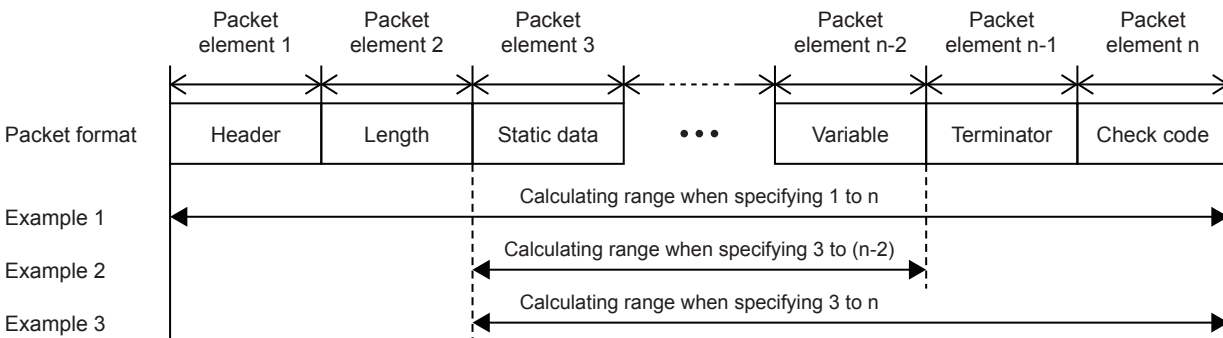 Packet element 1
Packet element 2
Packet element 3
Packet element n-2
Packet element n-1
Packet element n
Packet format
Header
Length
Static data
•••
Variable
Terminator
Check code
Example 1
Calculating range when specifying 1 to n
Example 2
Calculating range when specifying 3 to (n-2)
Example 3
Calculating range when specifying 3 to n